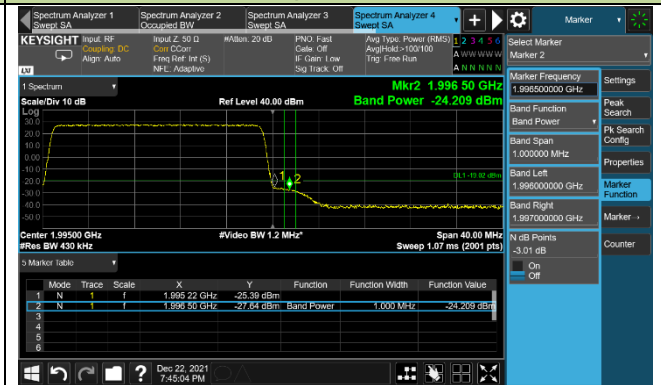 Spectrum Analyzer 1
Swept SA
Spectrum Analyzer 2
Occupied BW
Spectrum Analyzer 3
Swept SA
Spectrum Analyzer 4
Swept SA
Marker
KEYSIGHT
Input: RF
Coupling: DC
Align: Auto
Input Z: 50 Ω
Corr CCorr
Freq Ref: Int (S)
NFE: Adaptive
#Atten: 20 dB
PNO: Fast
Gate: Off
IF Gain: Low
Sig Track: Off
Avg Type: Power (RMS)
Avg|Hold:>100/100
Trig: Free Run
1 2 3 4 5 6
A W W W W W
A N N N N N
LXI
Select Marker
Marker 2
1 Spectrum
Mkr2 1.996 50 GHz
Scale/Div 10 dB
Ref Level 40.00 dBm
Band Power -24.209 dBm
Log
30.0
20.0
10.0
0.00
-10.0
-20.0
-30.0
-40.0
-50.0
1
2
Center 1.99500 GHz
#Video BW 1.2 MHz*
Span 40.00 MHz
#Res BW 430 kHz
Sweep 1.07 ms (2001 pts)
5 Marker Table
Mode Trace Scale X Y Function Function Width Function Value
1 N 1 f 1.995 22 GHz -25.39 dBm
2 N 1 f 1.996 50 GHz -27.64 dBm Band Power 1.000 MHz -24.209 dBm
3
4
5
6
Marker Frequency
1.996500000 GHz
Band Function
Band Power
Band Span
1.000000 MHz
Band Left
1.996000000 GHz
Band Right
1.997000000 GHz
N dB Points
-3.01 dB
On
Off
Settings
Peak
Search
Pk Search
Config
Properties
Marker
Function
Marker→
Counter
?
Dec 22, 2021
7:45:04 PM